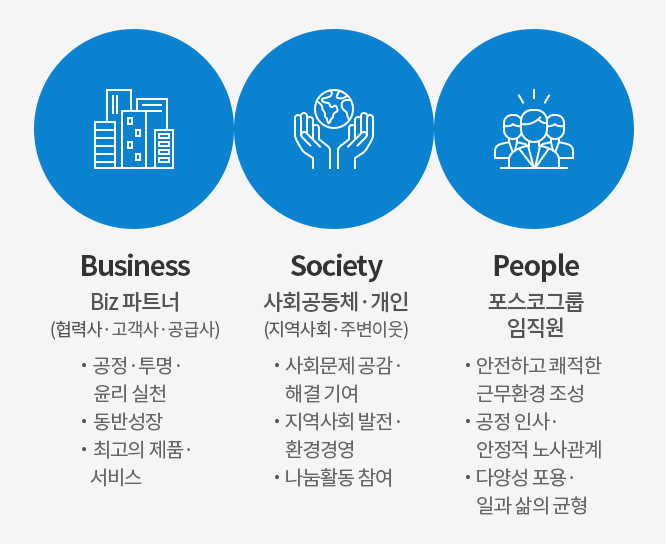 Business
Biz 파트너
(협력사·고객사·공급사)
• 공정·투명·
윤리 실천
• 동반성장
• 최고의 제품·
서비스
Society
사회공동체·개인
(지역사회·주변이웃)
• 사회문제 공감·
해결 기여
• 지역사회 발전·
환경경영
• 나눔활동 참여
People
포스코그룹
임직원
• 안전하고 쾌적한
근무환경 조성
• 공정 인사·
안정적 노사관계
• 다양성 포용·
일과 삶의 균형